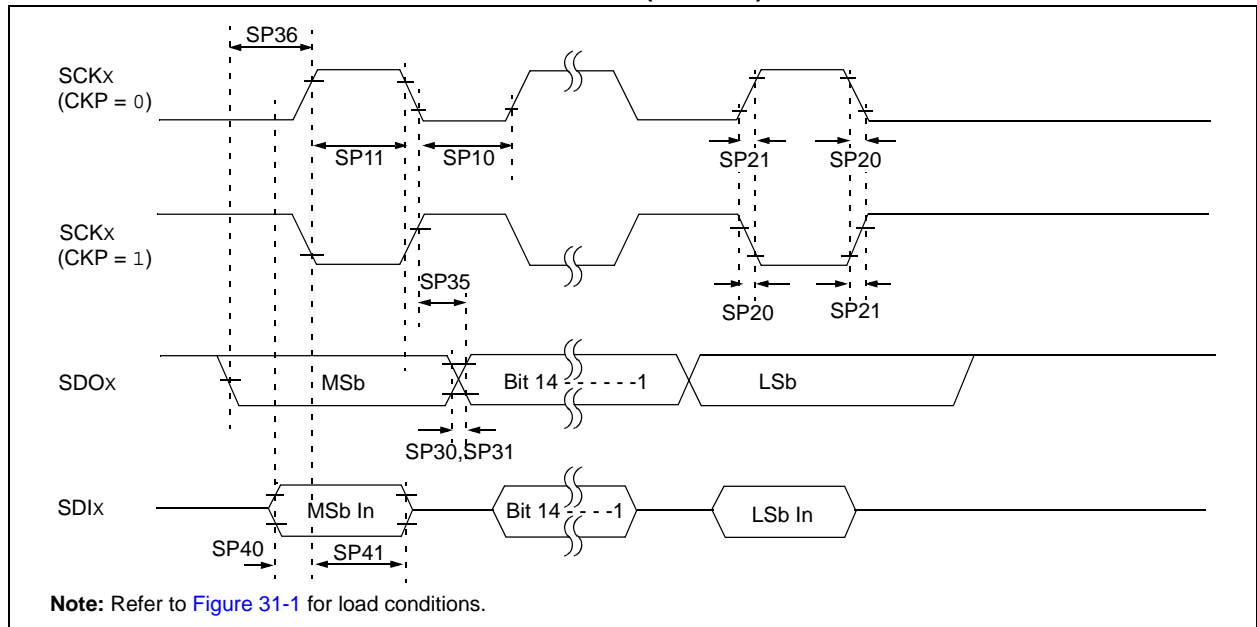 SP36
SCKx
(CKP = 0)
SP11
SP10
SP21
SP20
SCKx
(CKP = 1)
SP35
SP20
SP21
SDOx
MSb
Bit 14 - - - - - -1
LSb
SP30,SP31
SDIx
MSb In
Bit 14 - - - -1
LSb In
SP40
SP41
Note: Refer to Figure 31-1 for load conditions.